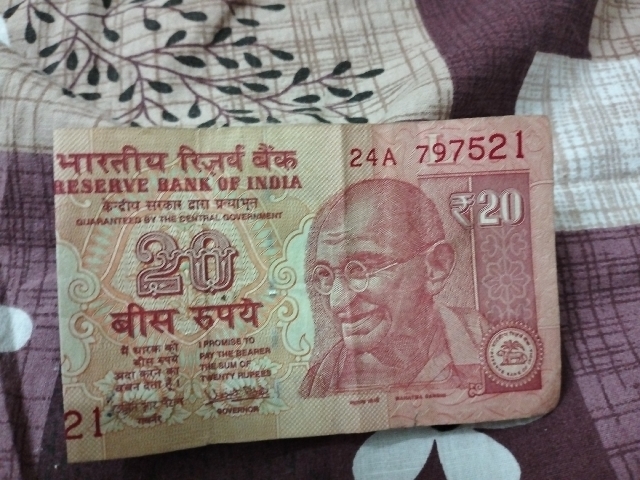 भारतीय रिज़र्व बैंक
RESERVE BANK OF INDIA
केन्द्रीय सरकार द्वारा प्रत्याभूत
GUARANTEED BY THE CENTRAL GOVERNMENT
24A 797521
₹20
20
बीस रुपये
मैं धारक को
बीस रुपये
अदा करने का
वचन देता हूँ।
I PROMISE TO
PAY THE BEARER
THE SUM OF
TWENTY RUPEES
GOVERNOR
21